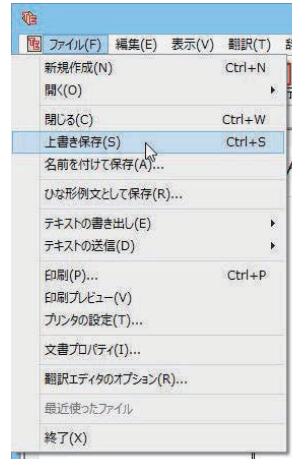 ファイル(F) 編集(E) 表示(V) 翻訳(T)
新規作成(N) Ctrl+N
開く(O)
閉じる(C) Ctrl+W
上書き保存(S) Ctrl+S
名前を付けて保存(A)...
ひな形例文として保存(R)...
テキストの書き出し(E)
テキストの送信(D)
印刷(P)... Ctrl+P
印刷プレビュー(V)
プリンタの設定(T)...
文書プロパティ(I)...
翻訳エディタのオプション(R)...
最近使ったファイル
終了(X)